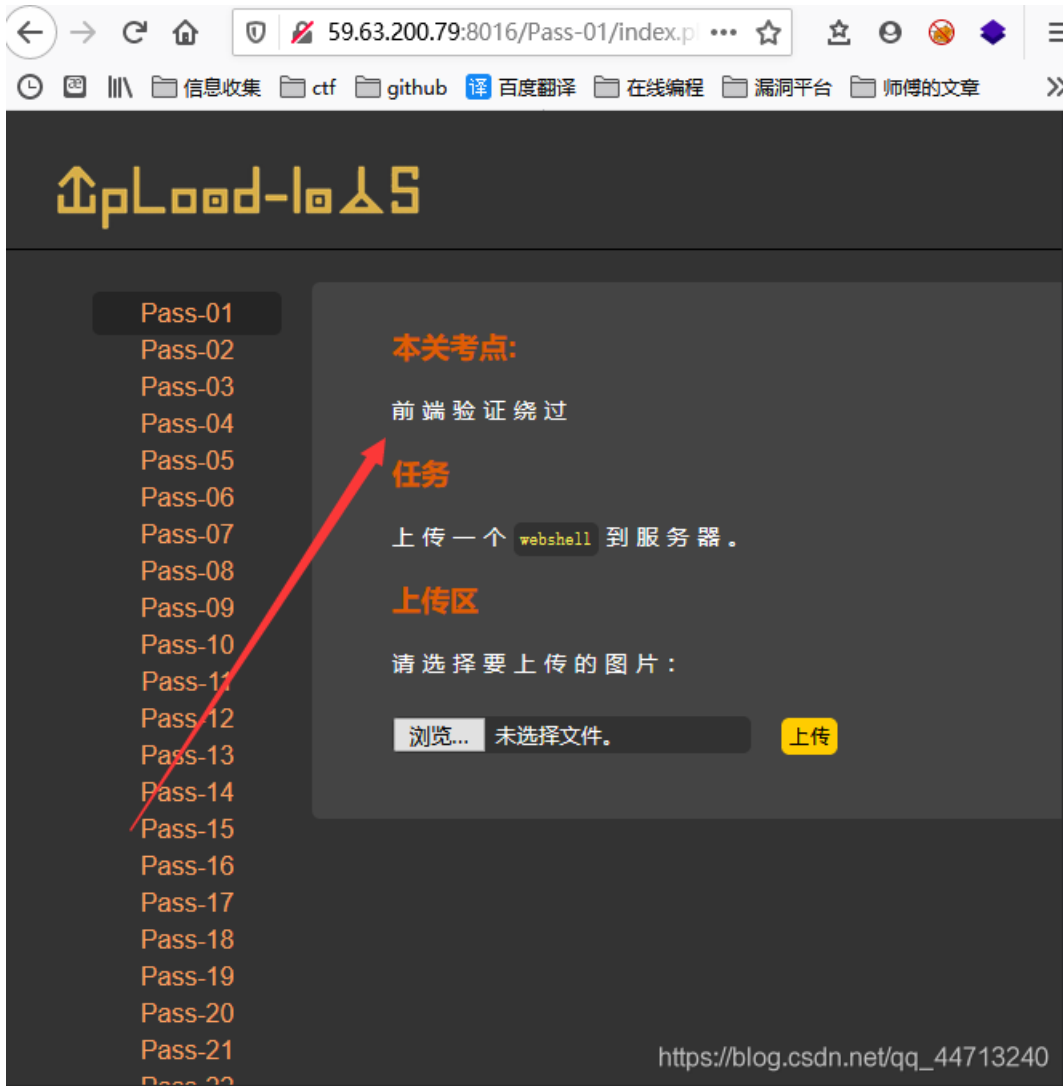 59.63.200.79:8016/Pass-01/index.p
信息收集 ctf github 译 百度翻译 在线编程 漏洞平台 师傅的文章
UpLoad-labs
Pass-01
Pass-02
Pass-03
Pass-04
Pass-05
Pass-06
Pass-07
Pass-08
Pass-09
Pass-10
Pass-11
Pass-12
Pass-13
Pass-14
Pass-15
Pass-16
Pass-17
Pass-18
Pass-19
Pass-20
Pass-21
本关考点:
前端验证绕过
任务
上传一个 webshell 到服务器。
上传区
请选择要上传的图片：
浏览... 未选择文件。 上传
https://blog.csdn.net/qq_44713240